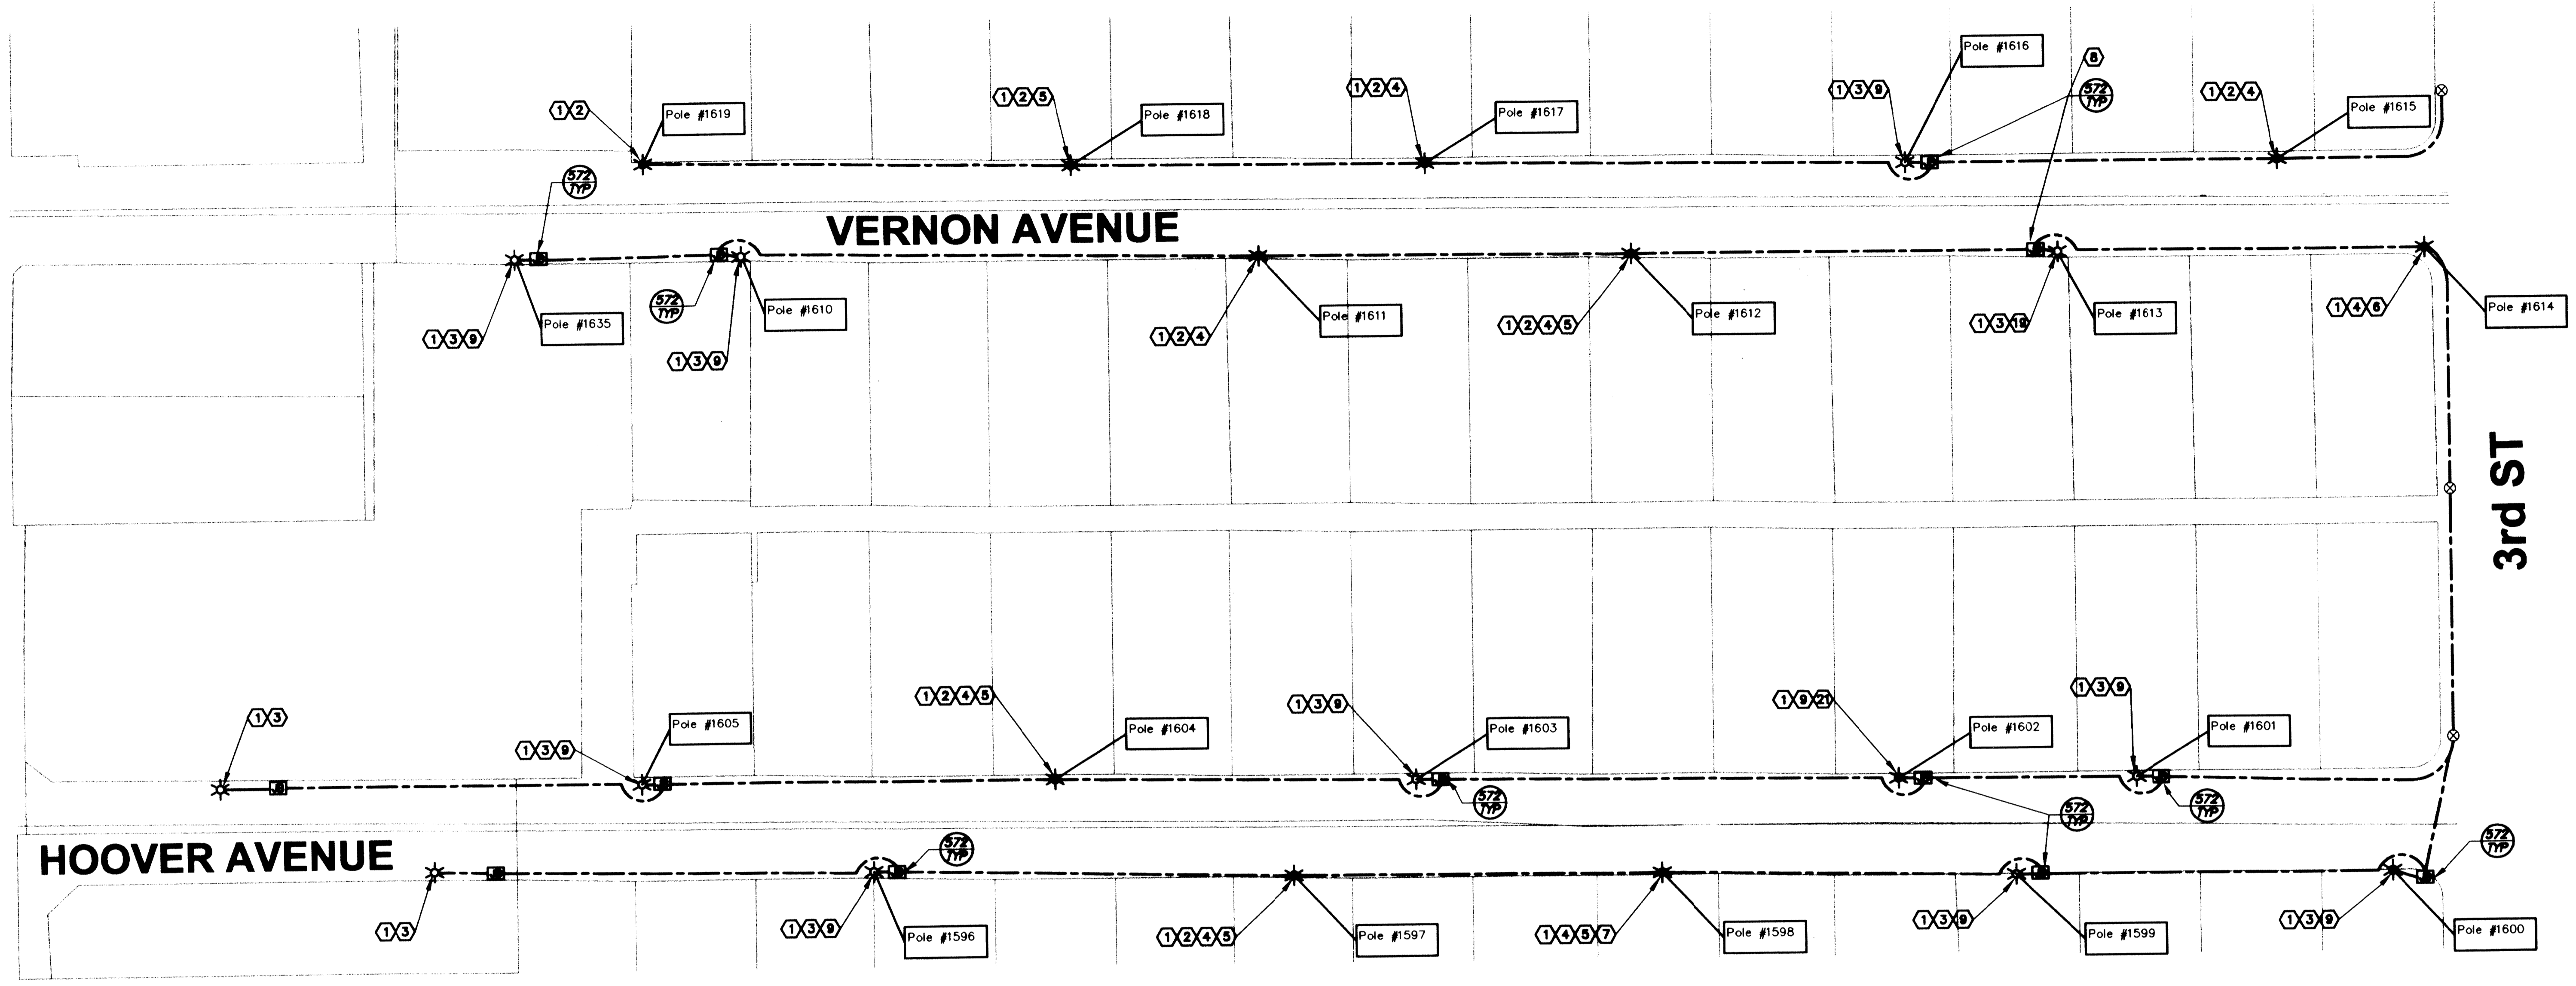 Pole #1616
8
1 2
Pole #1619
1 2 5
Pole #1618
1 2 4
Pole #1617
1 3 9
572
TYP
1 2 4
Pole #1615
572
TYP
VERNON AVENUE
572
TYP
1 3 9
Pole #1635
1 3 9
Pole #1610
1 2 4
Pole #1611
1 2 4 5
Pole #1612
1 3 19
Pole #1613
1 4 6
Pole #1614
3rd ST
1 3
1 3 9
Pole #1605
1 2 4 5
Pole #1604
1 3 9
Pole #1603
1 9 21
Pole #1602
1 3 9
Pole #1601
572
TYP
572
TYP
572
TYP
HOOVER AVENUE
572
TYP
572
TYP
1 3
1 3 9
Pole #1596
1 2 4 5
Pole #1597
1 4 5 7
Pole #1598
1 3 9
Pole #1599
1 3 9
Pole #1600